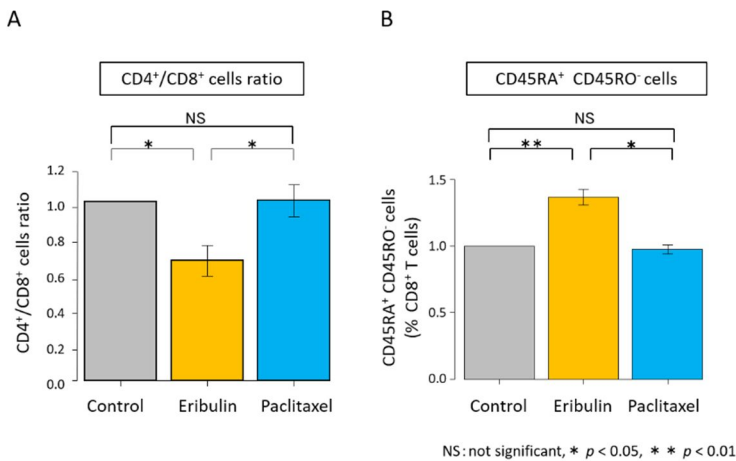 A
CD4⁺/CD8⁺ cells ratio
NS
*
*
CD4⁺/CD8⁺ cells ratio
1.2
1.0
0.8
0.6
0.4
0.2
0.0
Control Eribulin Paclitaxel
B
CD45RA⁺ CD45RO⁻ cells
NS
**
*
CD45RA⁺ CD45RO⁻ cells
(% CD8⁺ T cells)
1.5
1.0
0.5
0.0
Control Eribulin Paclitaxel
NS: not significant, * p < 0.05, * * p < 0.01